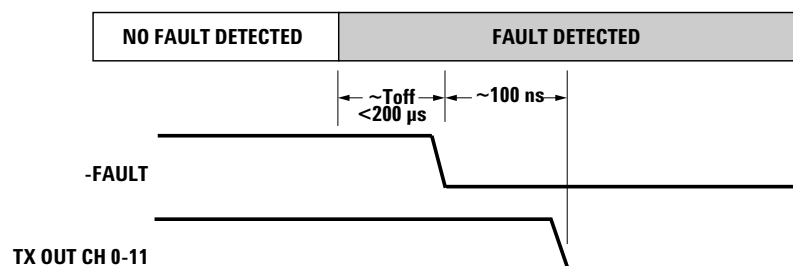 NO FAULT DETECTED
FAULT DETECTED
~Toff
<200 µs
~100 ns
-FAULT
TX OUT CH 0-11